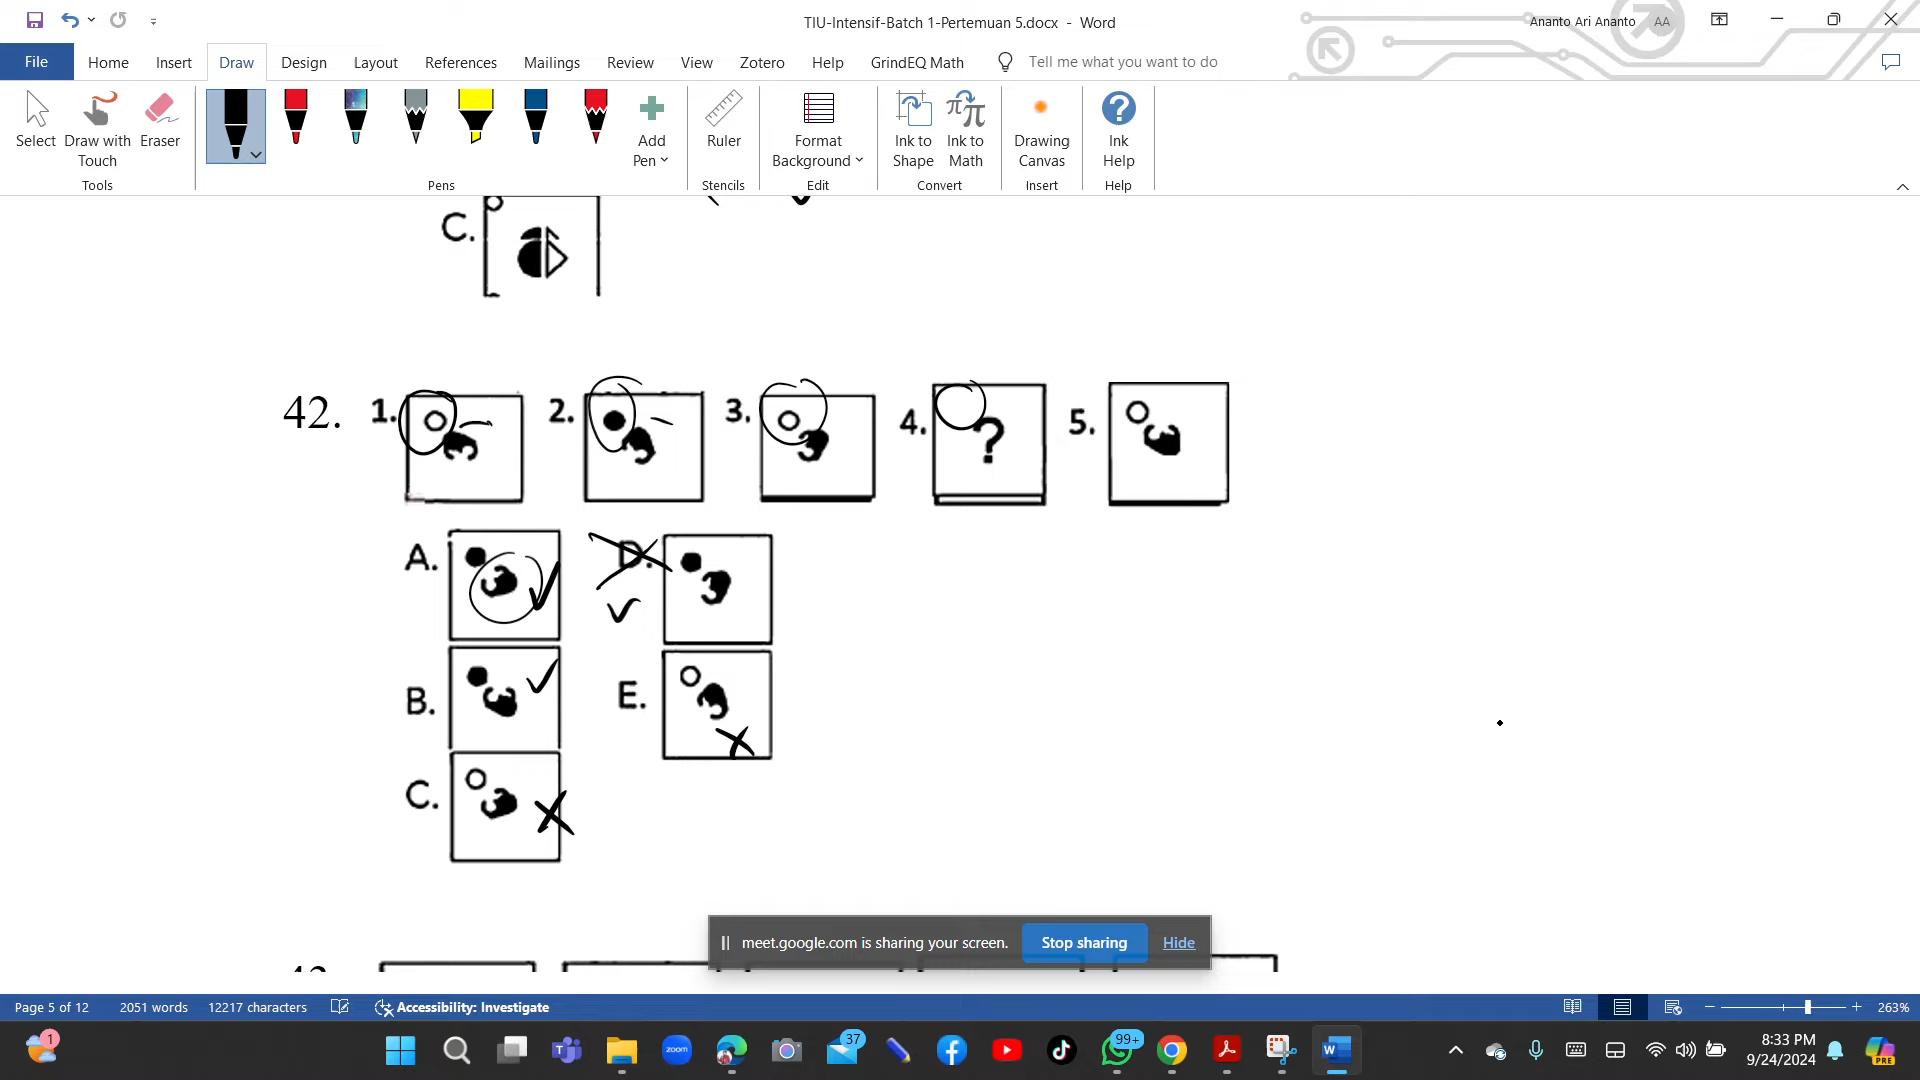 TIU-Intensif-Batch 1-Pertemuan 5.docx - Word
Ananto Ari Ananto AA
File Home Insert Draw Design Layout References Mailings Review View Zotero Help GrindEQ Math Tell me what you want to do
Select Draw with Touch Eraser Add Pen Ruler Format Background Ink to Shape Ink to Math Drawing Canvas Ink Help
Tools Pens Stencils Edit Convert Insert Help
C.
42. 1. 2. 3. 4. ? 5.
A. D.
B. E.
C.
meet.google.com is sharing your screen. Stop sharing Hide
Page 5 of 12 2051 words 12217 characters Accessibility: Investigate 263%
1 zoom 37 99+ 8:33 PM
9/24/2024 PRE